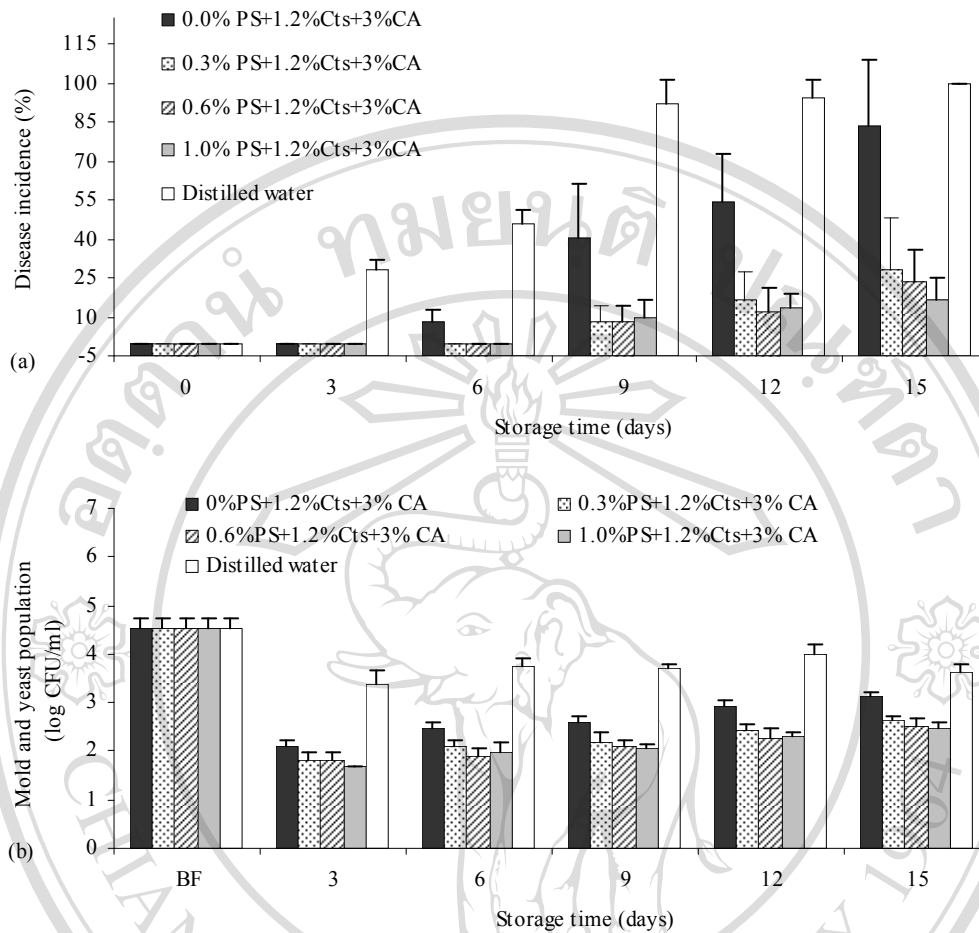 0.0% PS+1.2%Cts+3%CA
0.3% PS+1.2%Cts+3%CA
0.6% PS+1.2%Cts+3%CA
1.0% PS+1.2%Cts+3%CA
Distilled water
Disease incidence (%)
115
100
85
70
55
40
25
10
-5
(a)
0 3 6 9 12 15
Storage time (days)
0%PS+1.2%Cts+3% CA 0.3%PS+1.2%Cts+3% CA
0.6%PS+1.2%Cts+3% CA 1.0%PS+1.2%Cts+3% CA
Distilled water
Mold and yeast population
(log CFU/ml)
7
6
5
4
3
2
1
0
(b)
BF 3 6 9 12 15
Storage time (days)